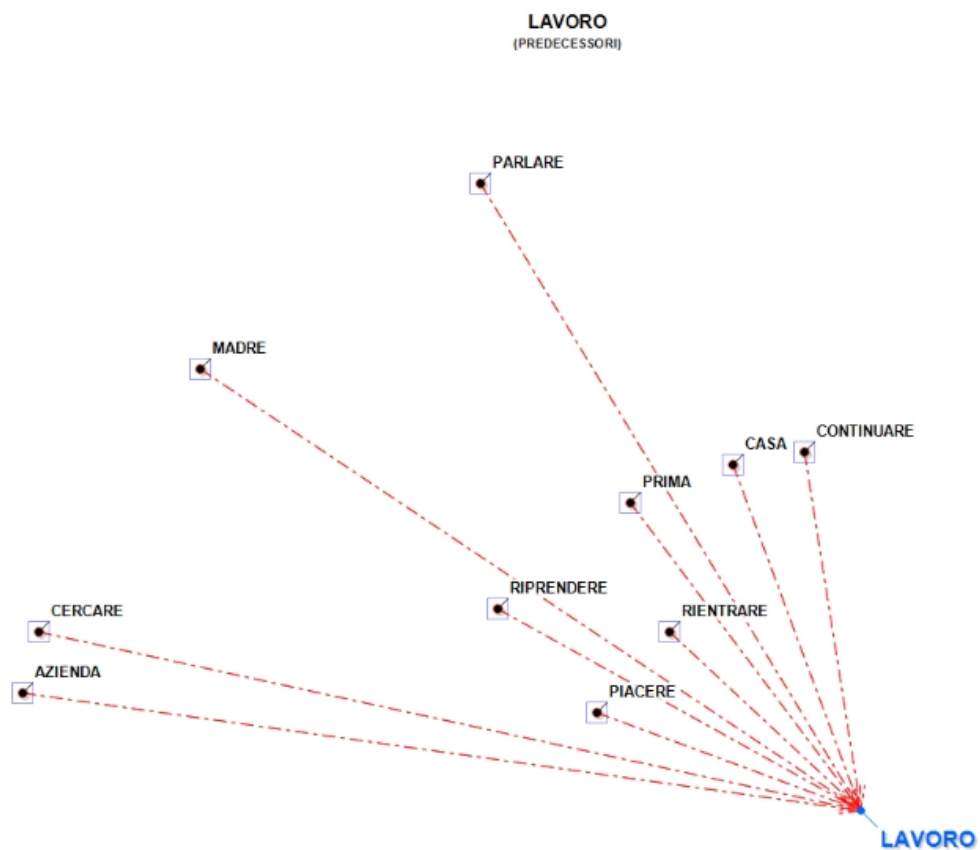 LAVORO
(PREDECESSORI)
PARLARE
MADRE
CONTINUARE
CASA
PRIMA
RIPRENDERE
CERCARE
RIENTRARE
AZIENDA
PIACERE
LAVORO